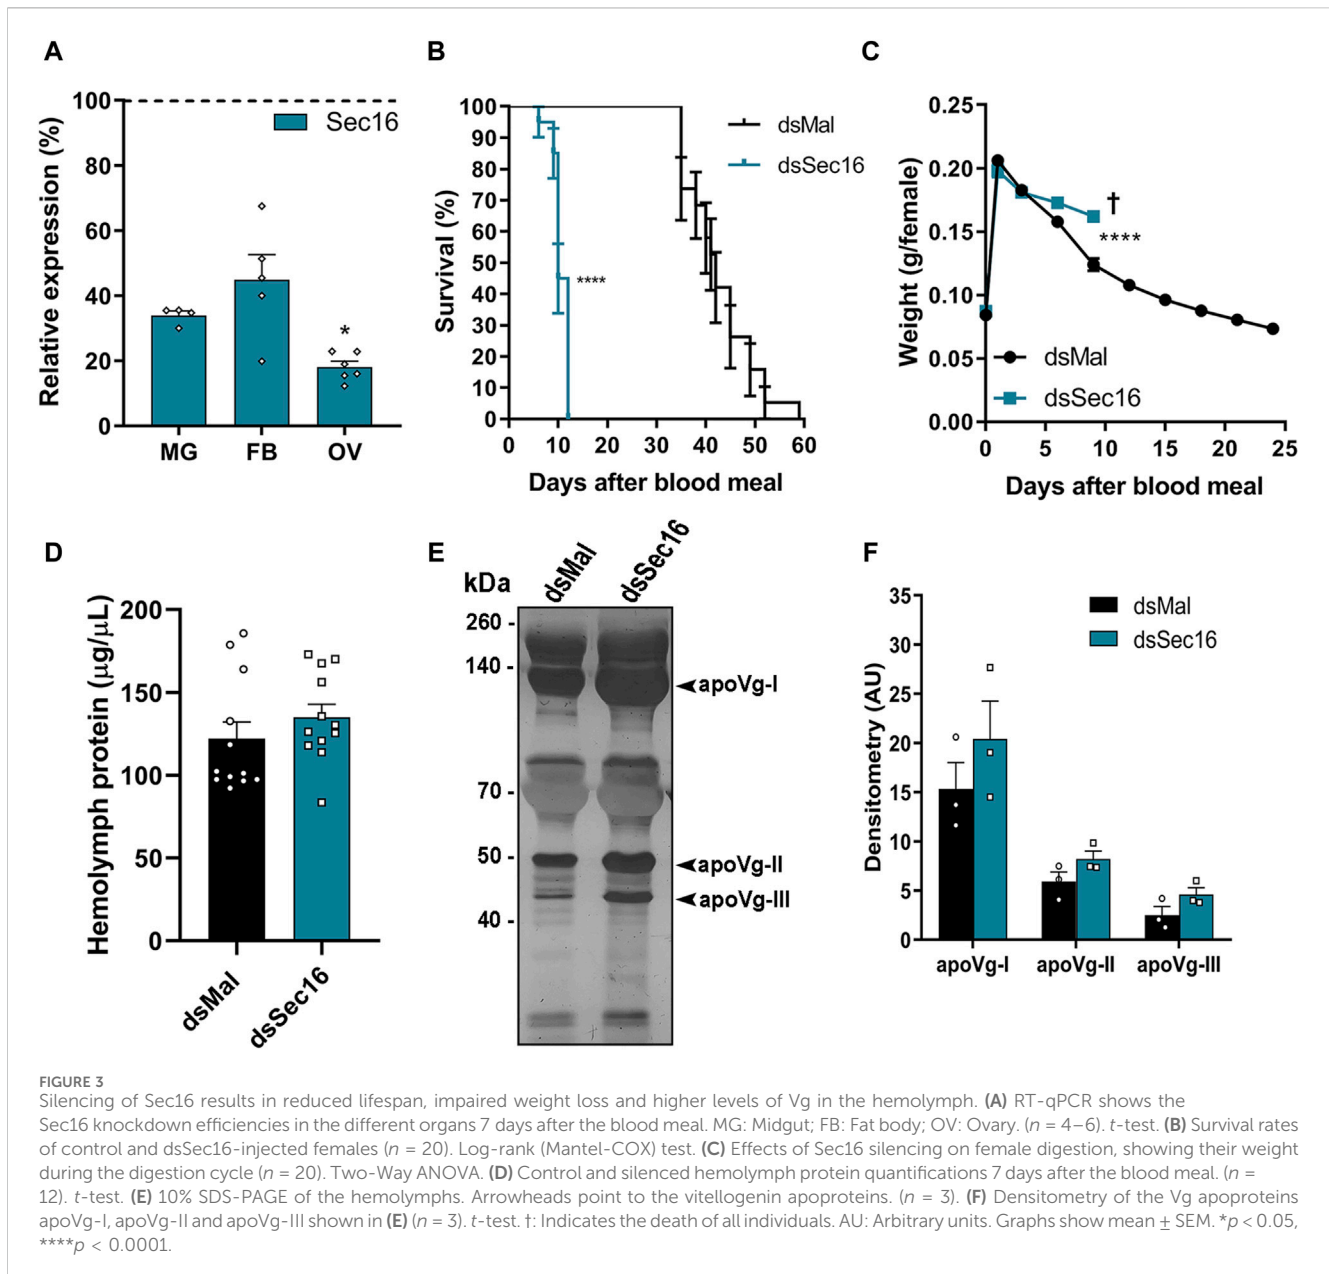 A
Relative expression (%)
100
80
60
40
20
0
Sec16
*
MG FB OV
B
Survival (%)
100
90
80
70
60
50
40
30
20
10
0
dsMal
dsSec16
****
0 10 20 30 40 50 60
Days after blood meal
C
Weight (g/female)
0.25
0.20
0.15
0.10
0.05
0.00
†
****
dsMal
dsSec16
0 5 10 15 20 25
Days after blood meal
D
Hemolymph protein (µg/µL)
200
150
100
50
0
dsMal
dsSec16
E
kDa
dsMal
dsSec16
260 -
140 -
70 -
50 -
40 -
apoVg-I
apoVg-II
apoVg-III
F
Densitometry (AU)
35
30
25
20
15
10
5
0
dsMal
dsSec16
apoVg-I apoVg-II apoVg-III
FIGURE 3
Silencing of Sec16 results in reduced lifespan, impaired weight loss and higher levels of Vg in the hemolymph. (A) RT-qPCR shows the
Sec16 knockdown efficiencies in the different organs 7 days after the blood meal. MG: Midgut; FB: Fat body; OV: Ovary. (n = 4–6). t-test. (B) Survival rates
of control and dsSec16-injected females (n = 20). Log-rank (Mantel-COX) test. (C) Effects of Sec16 silencing on female digestion, showing their weight
during the digestion cycle (n = 20). Two-Way ANOVA. (D) Control and silenced hemolymph protein quantifications 7 days after the blood meal. (n =
12). t-test. (E) 10% SDS-PAGE of the hemolymphs. Arrowheads point to the vitellogenin apoproteins. (n = 3). (F) Densitometry of the Vg apoproteins
apoVg-I, apoVg-II and apoVg-III shown in (E) (n = 3). t-test. †: Indicates the death of all individuals. AU: Arbitrary units. Graphs show mean ± SEM. *p < 0.05,
****p < 0.0001.